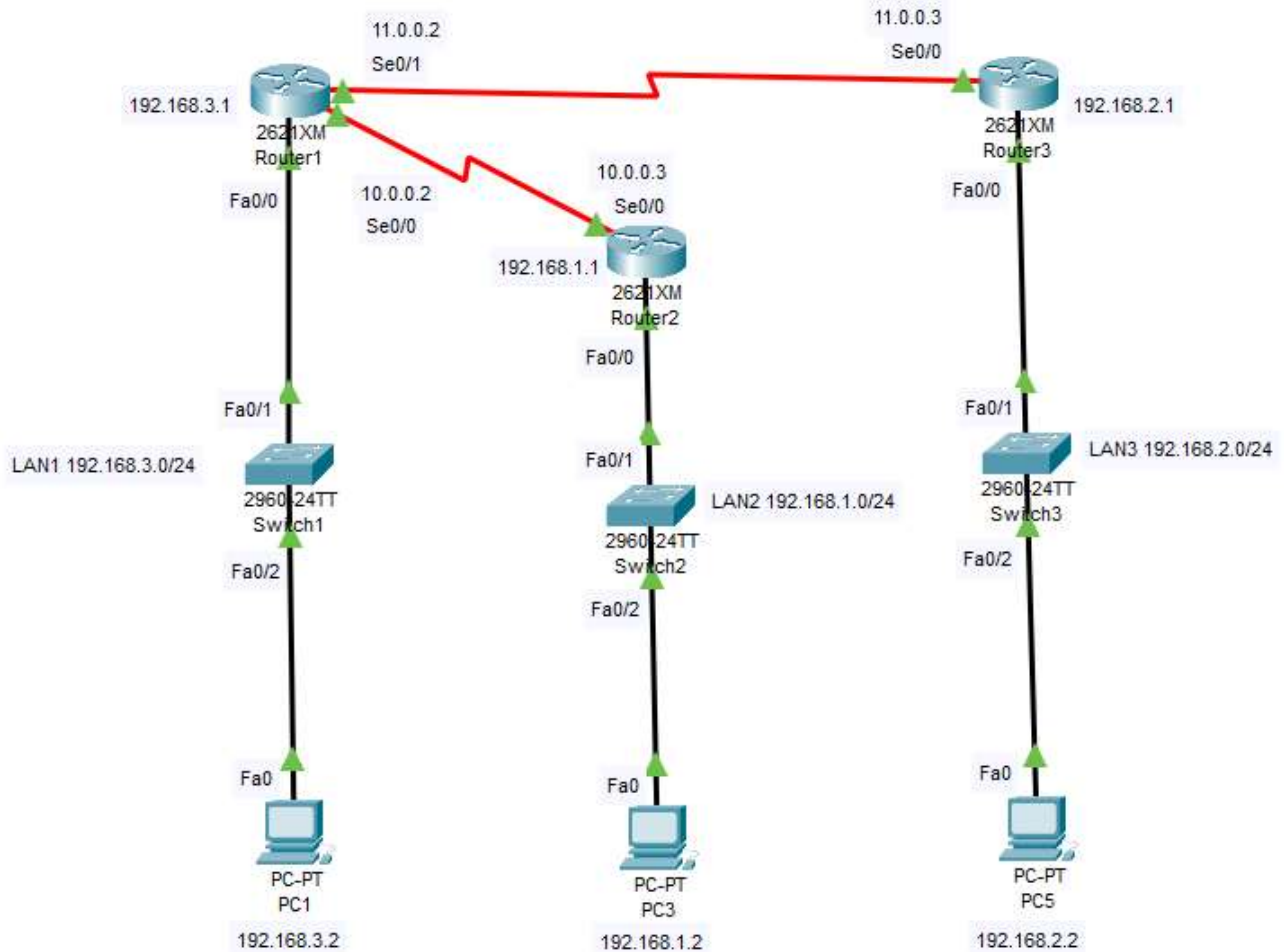 11.0.0.2
Se0/1
11.0.0.3
Se0/0
192.168.3.1
2621XM
Router1
192.168.2.1
2621XM
Router3
Fa0/0
10.0.0.2
Se0/0
10.0.0.3
Se0/0
Fa0/0
192.168.1.1
2621XM
Router2
Fa0/0
Fa0/1
Fa0/1
Fa0/1
LAN1 192.168.3.0/24
2960-24TT
Switch1
LAN2 192.168.1.0/24
2960-24TT
Switch2
LAN3 192.168.2.0/24
2960-24TT
Switch3
Fa0/2
Fa0/2
Fa0/2
Fa0
Fa0
Fa0
PC-PT
PC1
192.168.3.2
PC-PT
PC3
192.168.1.2
PC-PT
PC5
192.168.2.2